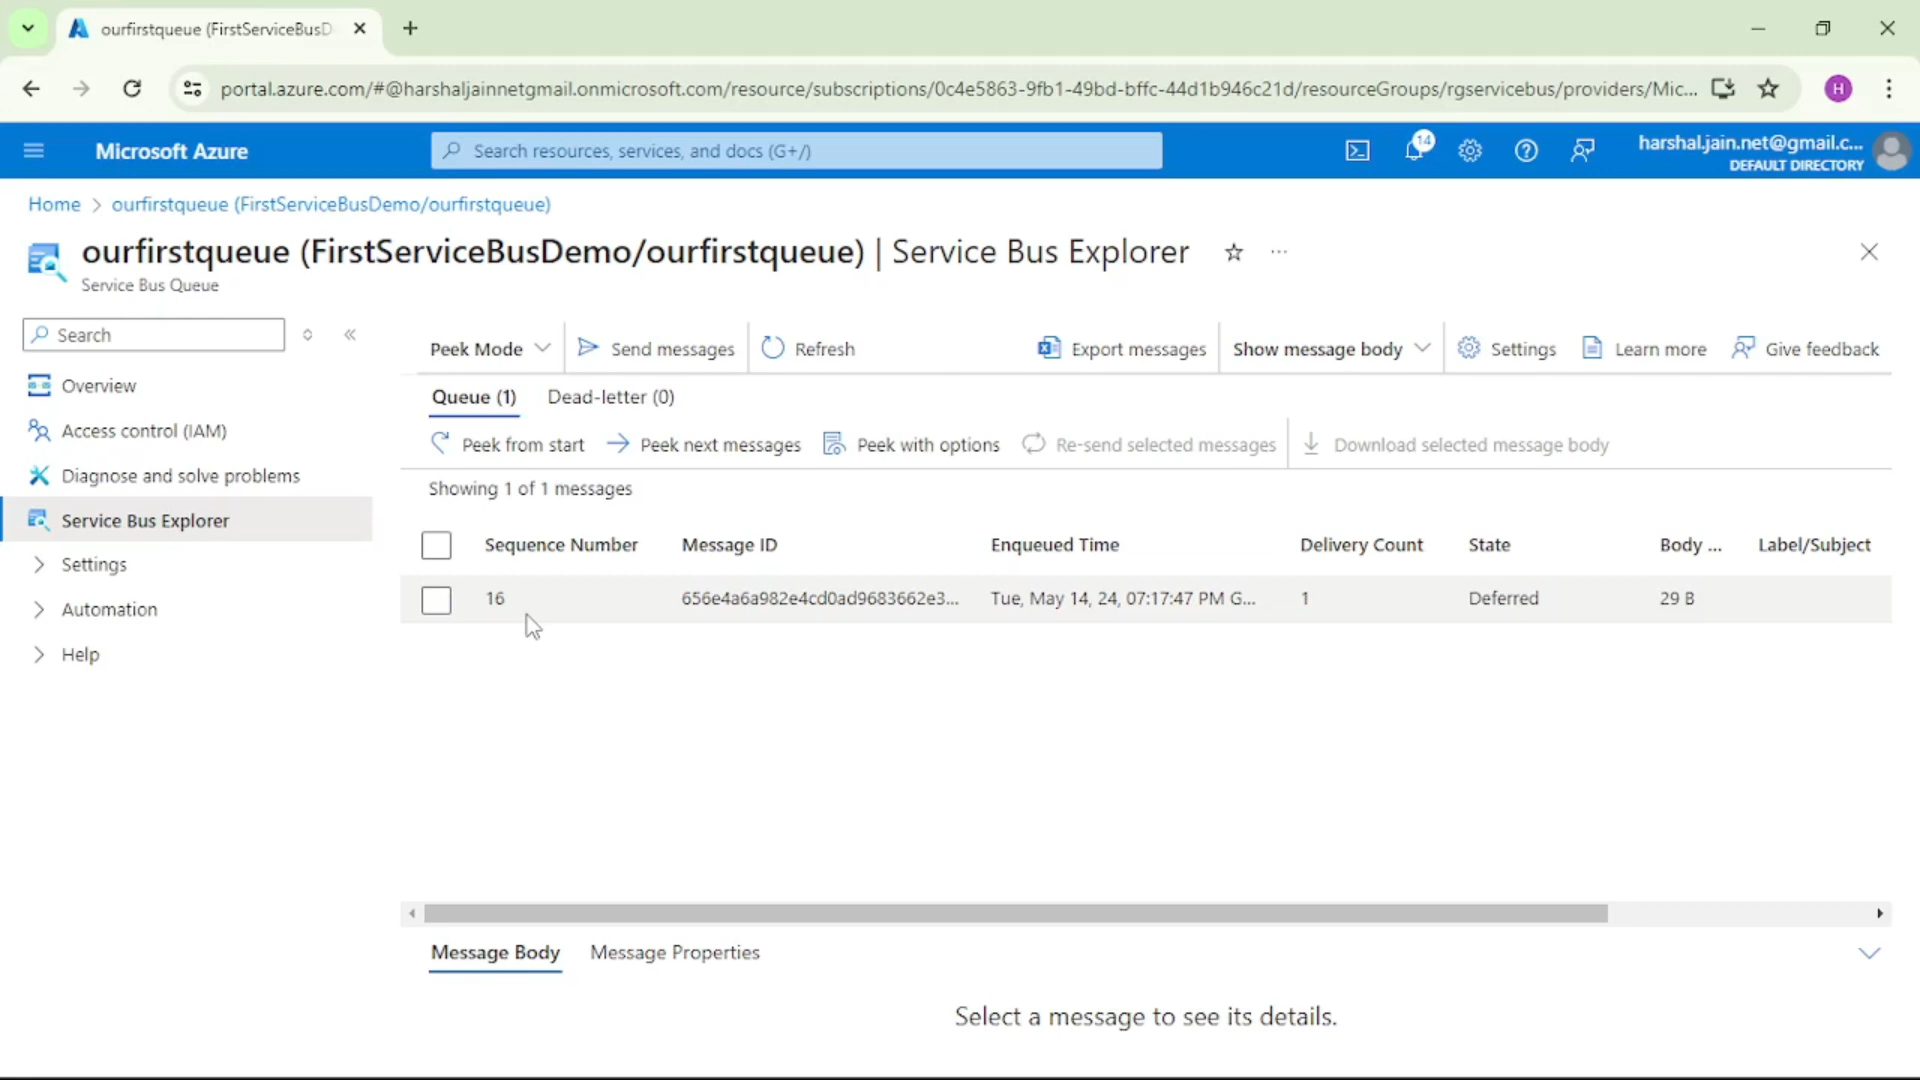 ourfirstqueue (FirstServiceBusD
portal.azure.com/#@harshaljainnetgmail.onmicrosoft.com/resource/subscriptions/0c4e5863-9fb1-49bd-bffc-44d1b946c21d/resourceGroups/rgservicebus/providers/Mic...
H
Microsoft Azure
Search resources, services, and docs (G+/)
14
harshal.jain.net@gmail.c...
DEFAULT DIRECTORY
Home > ourfirstqueue (FirstServiceBusDemo/ourfirstqueue)
ourfirstqueue (FirstServiceBusDemo/ourfirstqueue) | Service Bus Explorer
Service Bus Queue
Search
Overview
Access control (IAM)
Diagnose and solve problems
Service Bus Explorer
Settings
Automation
Help
Peek Mode Send messages Refresh Export messages Show message body Settings Learn more Give feedback
Queue (1) Dead-letter (0)
Peek from start Peek next messages Peek with options Re-send selected messages Download selected message body
Showing 1 of 1 messages
Sequence Number Message ID Enqueued Time Delivery Count State Body ... Label/Subject
16 656e4a6a982e4cd0ad9683662e3... Tue, May 14, 24, 07:17:47 PM G... 1 Deferred 29 B
Message Body Message Properties
Select a message to see its details.